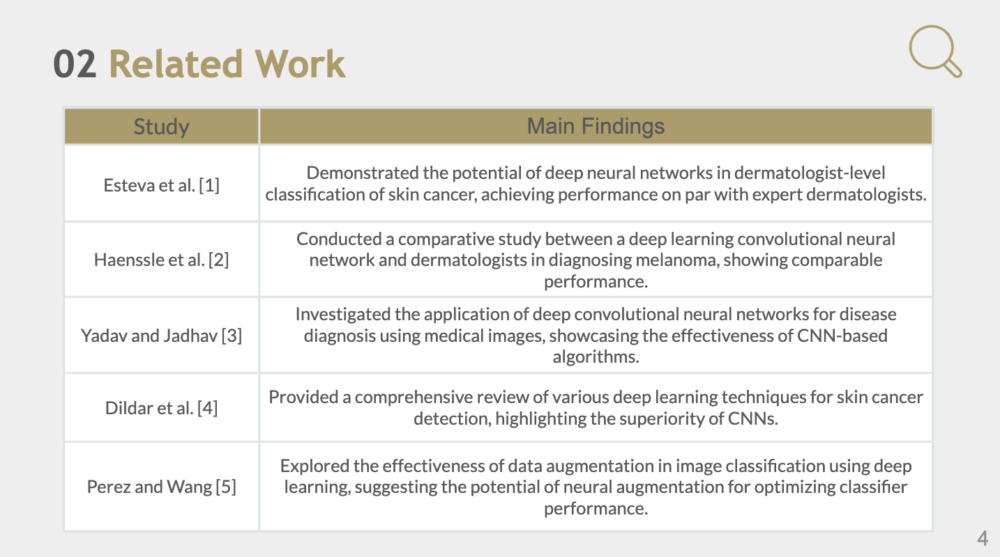 02 Related Work
Study
Main Findings
Esteva et al. [1]
Demonstrated the potential of deep neural networks in dermatologist-level
classification of skin cancer, achieving performance on par with expert dermatologists.
Haenssle et al. [2]
Conducted a comparative study between a deep learning convolutional neural
network and dermatologists in diagnosing melanoma, showing comparable
performance.
Yadav and Jadhav [3]
Investigated the application of deep convolutional neural networks for disease
diagnosis using medical images, showcasing the effectiveness of CNN-based
algorithms.
Dildar et al. [4]
Provided a comprehensive review of various deep learning techniques for skin cancer
detection, highlighting the superiority of CNNs.
Perez and Wang [5]
Explored the effectiveness of data augmentation in image classification using deep
learning, suggesting the potential of neural augmentation for optimizing classifier
performance.
4